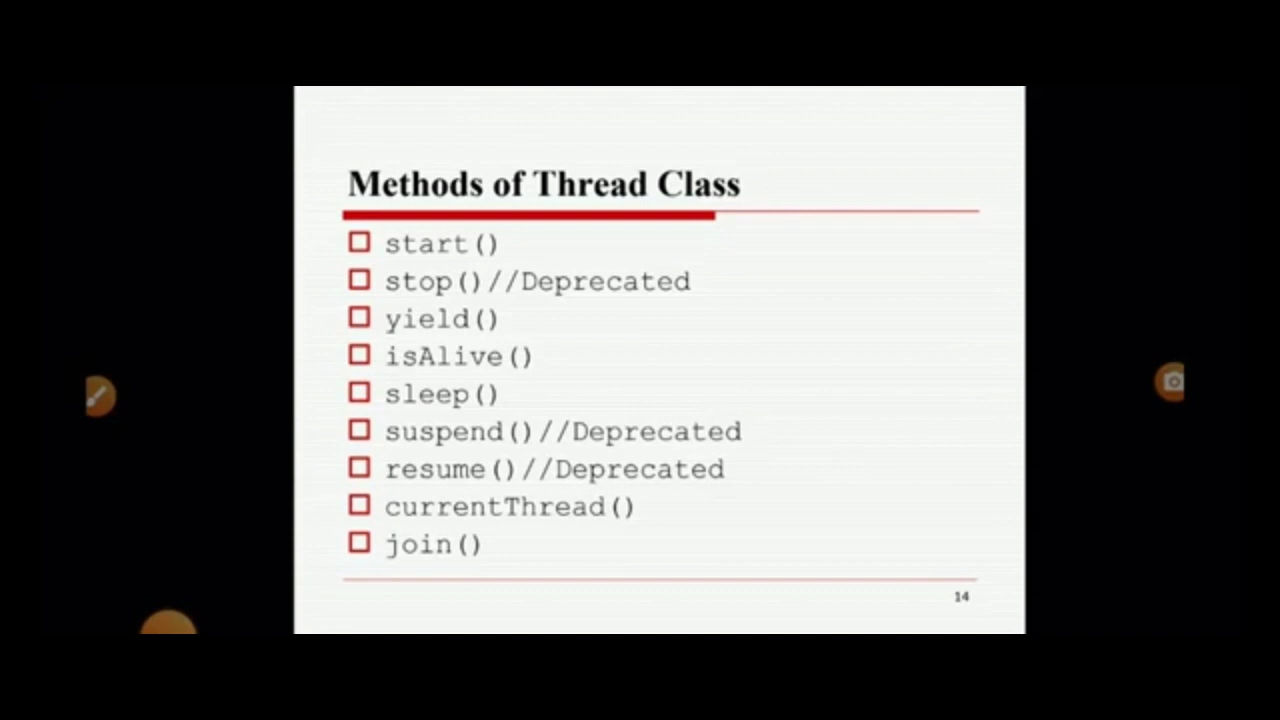 Methods of Thread Class
start()
stop()//Deprecated
yield()
isAlive()
sleep()
suspend()//Deprecated
resume()//Deprecated
currentThread()
join()
14